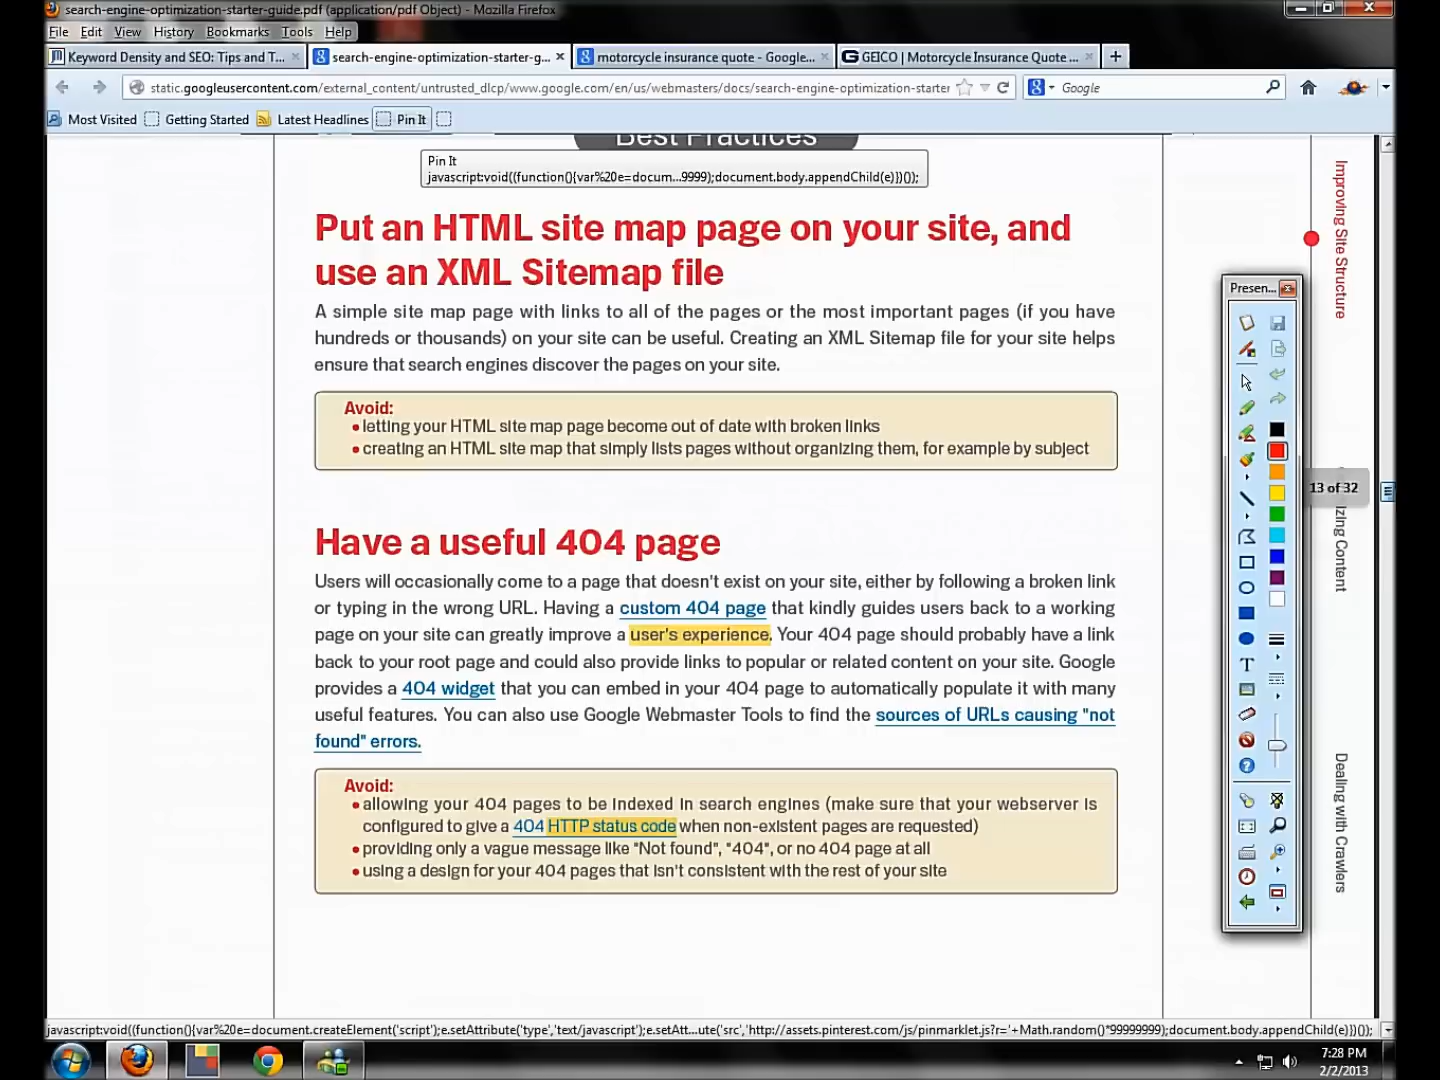 search-engine-optimization-starter-guide.pdf (application/pdf Object) - Mozilla Firefox
File Edit View History Bookmarks Tools Help
Keyword Density and SEO: Tips and T... search-engine-optimization-starter-g... motorcycle insurance quote - Google... GEICO | Motorcycle Insurance Quote ...
static.googleusercontent.com/external_content/untrusted_dlcp/www.google.com/en/us/webmasters/docs/search-engine-optimization-starter Google
Most Visited Getting Started Latest Headlines Pin It
Best Practices
Pin It
javascript:void((function(){var%20e=docum...9999);document.body.appendChild(e)})());
Put an HTML site map page on your site, and
use an XML Sitemap file
A simple site map page with links to all of the pages or the most important pages (if you have
hundreds or thousands) on your site can be useful. Creating an XML Sitemap file for your site helps
ensure that search engines discover the pages on your site.
Avoid:
• letting your HTML site map page become out of date with broken links
• creating an HTML site map that simply lists pages without organizing them, for example by subject
Have a useful 404 page
Users will occasionally come to a page that doesn't exist on your site, either by following a broken link
or typing in the wrong URL. Having a custom 404 page that kindly guides users back to a working
page on your site can greatly improve a user's experience. Your 404 page should probably have a link
back to your root page and could also provide links to popular or related content on your site. Google
provides a 404 widget that you can embed in your 404 page to automatically populate it with many
useful features. You can also use Google Webmaster Tools to find the sources of URLs causing "not
found" errors.
Avoid:
• allowing your 404 pages to be indexed in search engines (make sure that your webserver is
configured to give a 404 HTTP status code when non-existent pages are requested)
• providing only a vague message like "Not found", "404", or no 404 page at all
• using a design for your 404 pages that isn't consistent with the rest of your site
Improving Site Structure
Presen...
13 of 32
izing Content
Dealing with Crawlers
javascript:void((function(){var%20e=document.createElement('script');e.setAttribute('type','text/javascript');e.setAtt...ute('src','http://assets.pinterest.com/js/pinmarklet.js?r='+Math.random()*99999999);document.body.appendChild(e)})());
7:28 PM
2/2/2013